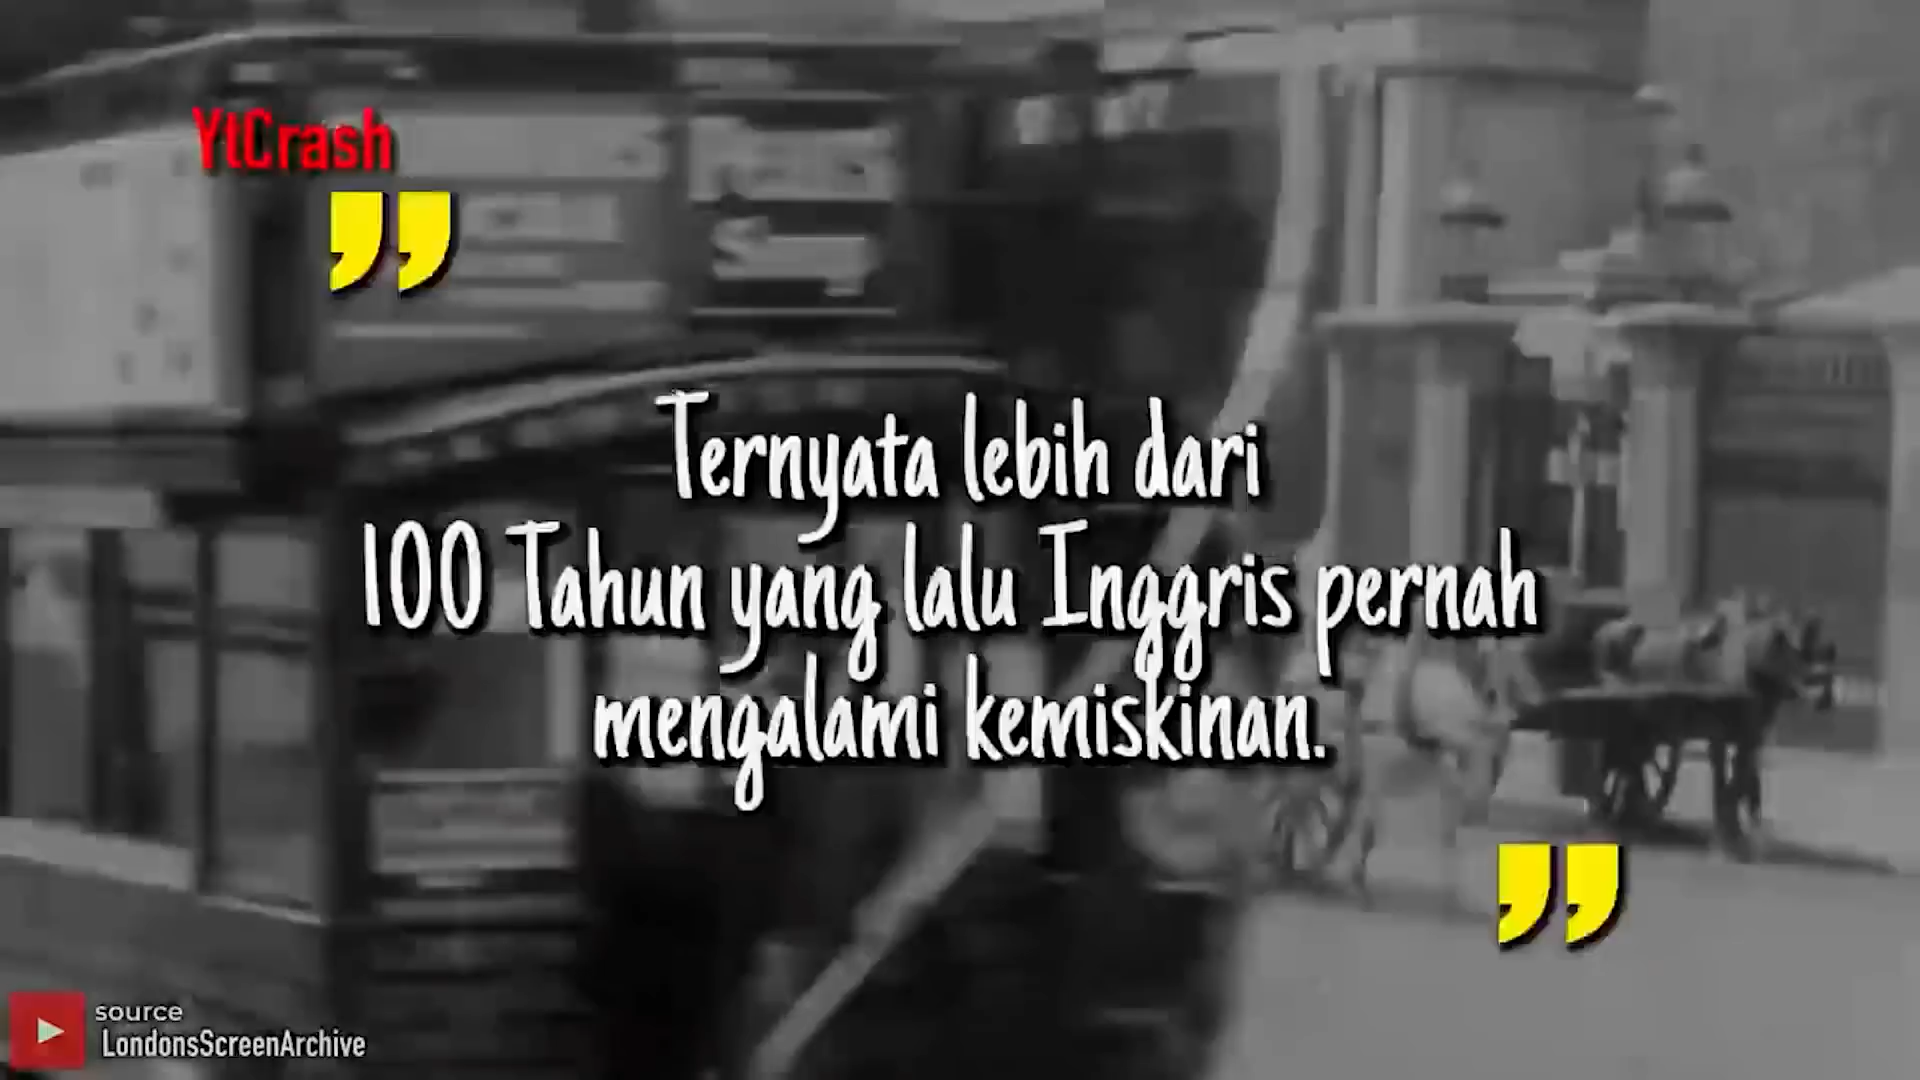 YtCrash
Ternyata lebih dari
100 Tahun yang lalu Inggris pernah
mengalami kemiskinan.
source
LondonsScreenArchive